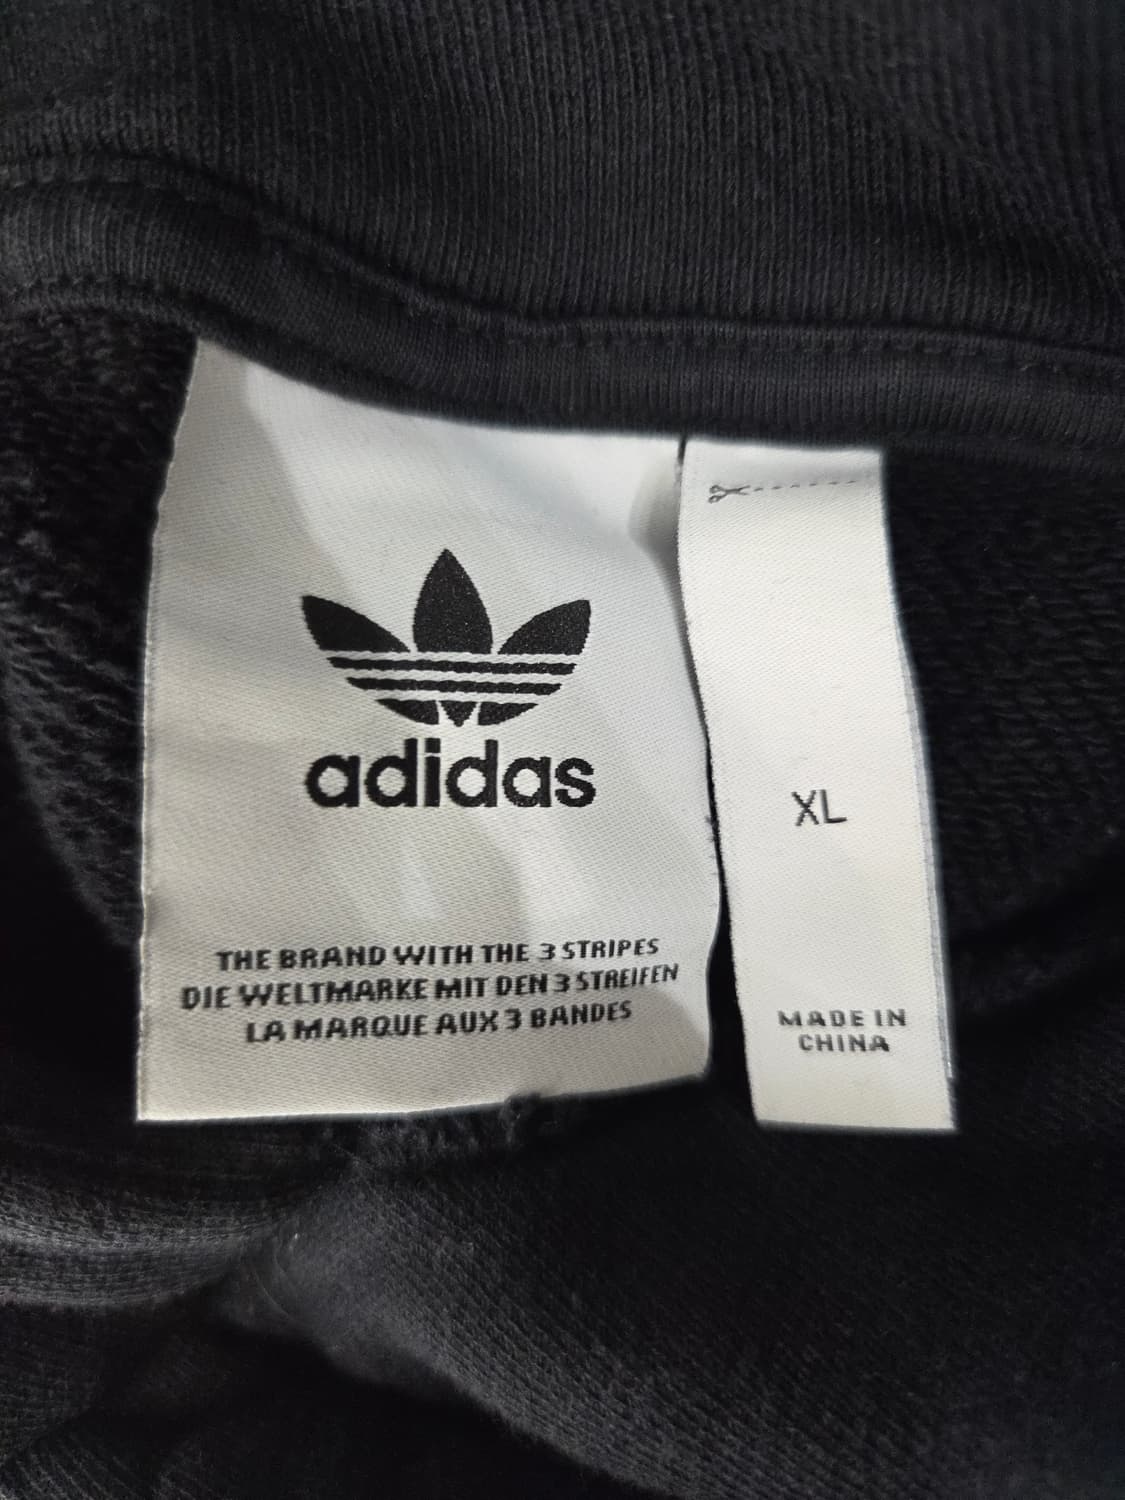 adidas
THE BRAND WITH THE 3 STRIPES
DIE WELTMARKE MIT DEN 3 STREIFEN
LA MARQUE AUX 3 BANDES
XL
MADE IN
CHINA